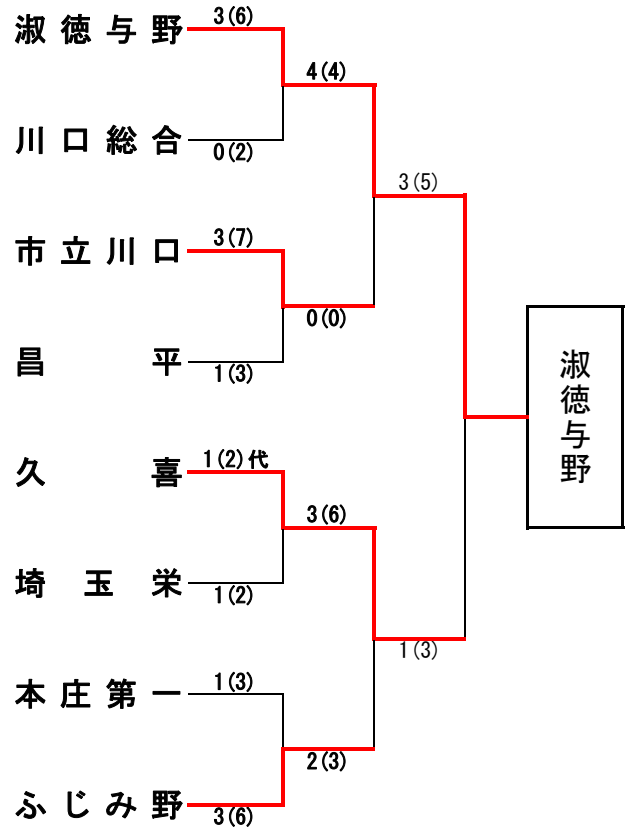 淑徳与野
3(6)
4(4)
川口総合
0(2)
3(5)
市立川口
3(7)
0(0)
昌平
1(3)
淑徳与野
久喜
1(2)代
3(6)
埼玉栄
1(2)
1(3)
本庄第一
1(3)
2(3)
ふじみ野
3(6)